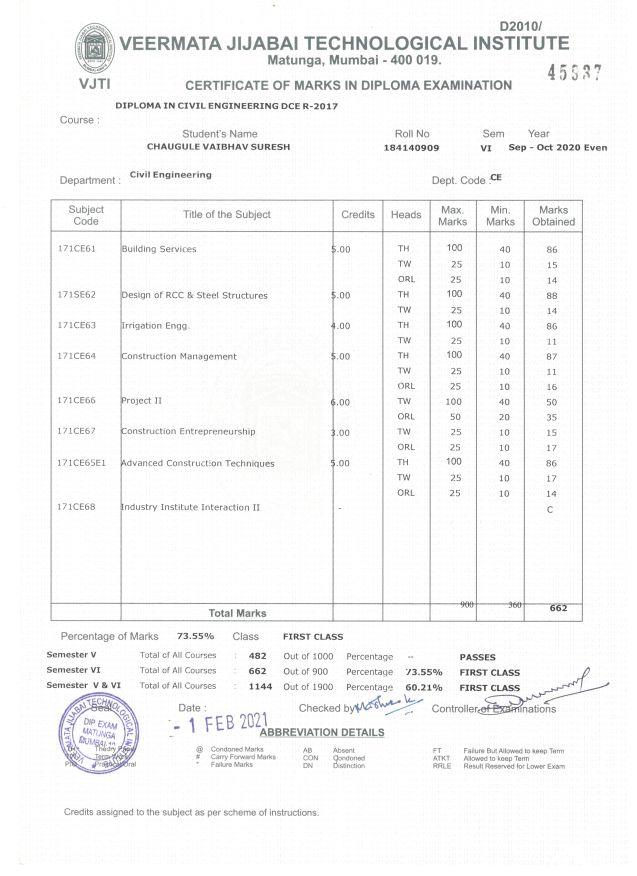 D2010/
VEERMATA JIJABAI TECHNOLOGICAL INSTITUTE
Matunga, Mumbai - 400 019.
VJTI
CERTIFICATE OF MARKS IN DIPLOMA EXAMINATION
DIPLOMA IN CIVIL ENGINEERING DCE R-2017
Course :
Student's Name Roll No Sem Year
CHAUGULE VAIBHAV SURESH 184140909 VI Sep - Oct 2020 Even
Department : Civil Engineering Dept. Code : CE
Subject Code Title of the Subject Credits Heads Max. Marks Min. Marks Marks Obtained
171CE61 Building Services 5.00 TH 100 40 86
TW 25 10 15
ORL 25 10 14
171SE62 Design of RCC & Steel Structures 5.00 TH 100 40 88
TW 25 10 14
171CE63 Irrigation Engg. 4.00 TH 100 40 86
TW 25 10 11
171CE64 Construction Management 5.00 TH 100 40 87
TW 25 10 11
ORL 25 10 16
171CE66 Project II 6.00 TW 100 40 50
ORL 50 20 35
171CE67 Construction Entrepreneurship 3.00 TW 25 10 15
ORL 25 10 17
171CE65E1 Advanced Construction Techniques 5.00 TH 100 40 86
TW 25 10 17
ORL 25 10 14
171CE68 Industry Institute Interaction II - C
Total Marks 900 360 662
Percentage of Marks 73.55% Class FIRST CLASS
Semester V Total of All Courses : 482 Out of 1000 Percentage -- PASSES
Semester VI Total of All Courses : 662 Out of 900 Percentage 73.55% FIRST CLASS
Semester V & VI Total of All Courses : 1144 Out of 1900 Percentage 60.21% FIRST CLASS
Seal Date : Checked by Controller of Examinations
- 1 FEB 2021
DIP EXAM
MATUNGA
MUMBAI
ABBREVIATION DETAILS
@ Condoned Marks AB Absent FT Failure But Allowed to keep Term
# Carry Forward Marks CON Condoned ATKT Allowed to keep Term
* Failure Marks DN Distinction RRLE Result Reserved for Lower Exam
Credits assigned to the subject as per scheme of instructions.